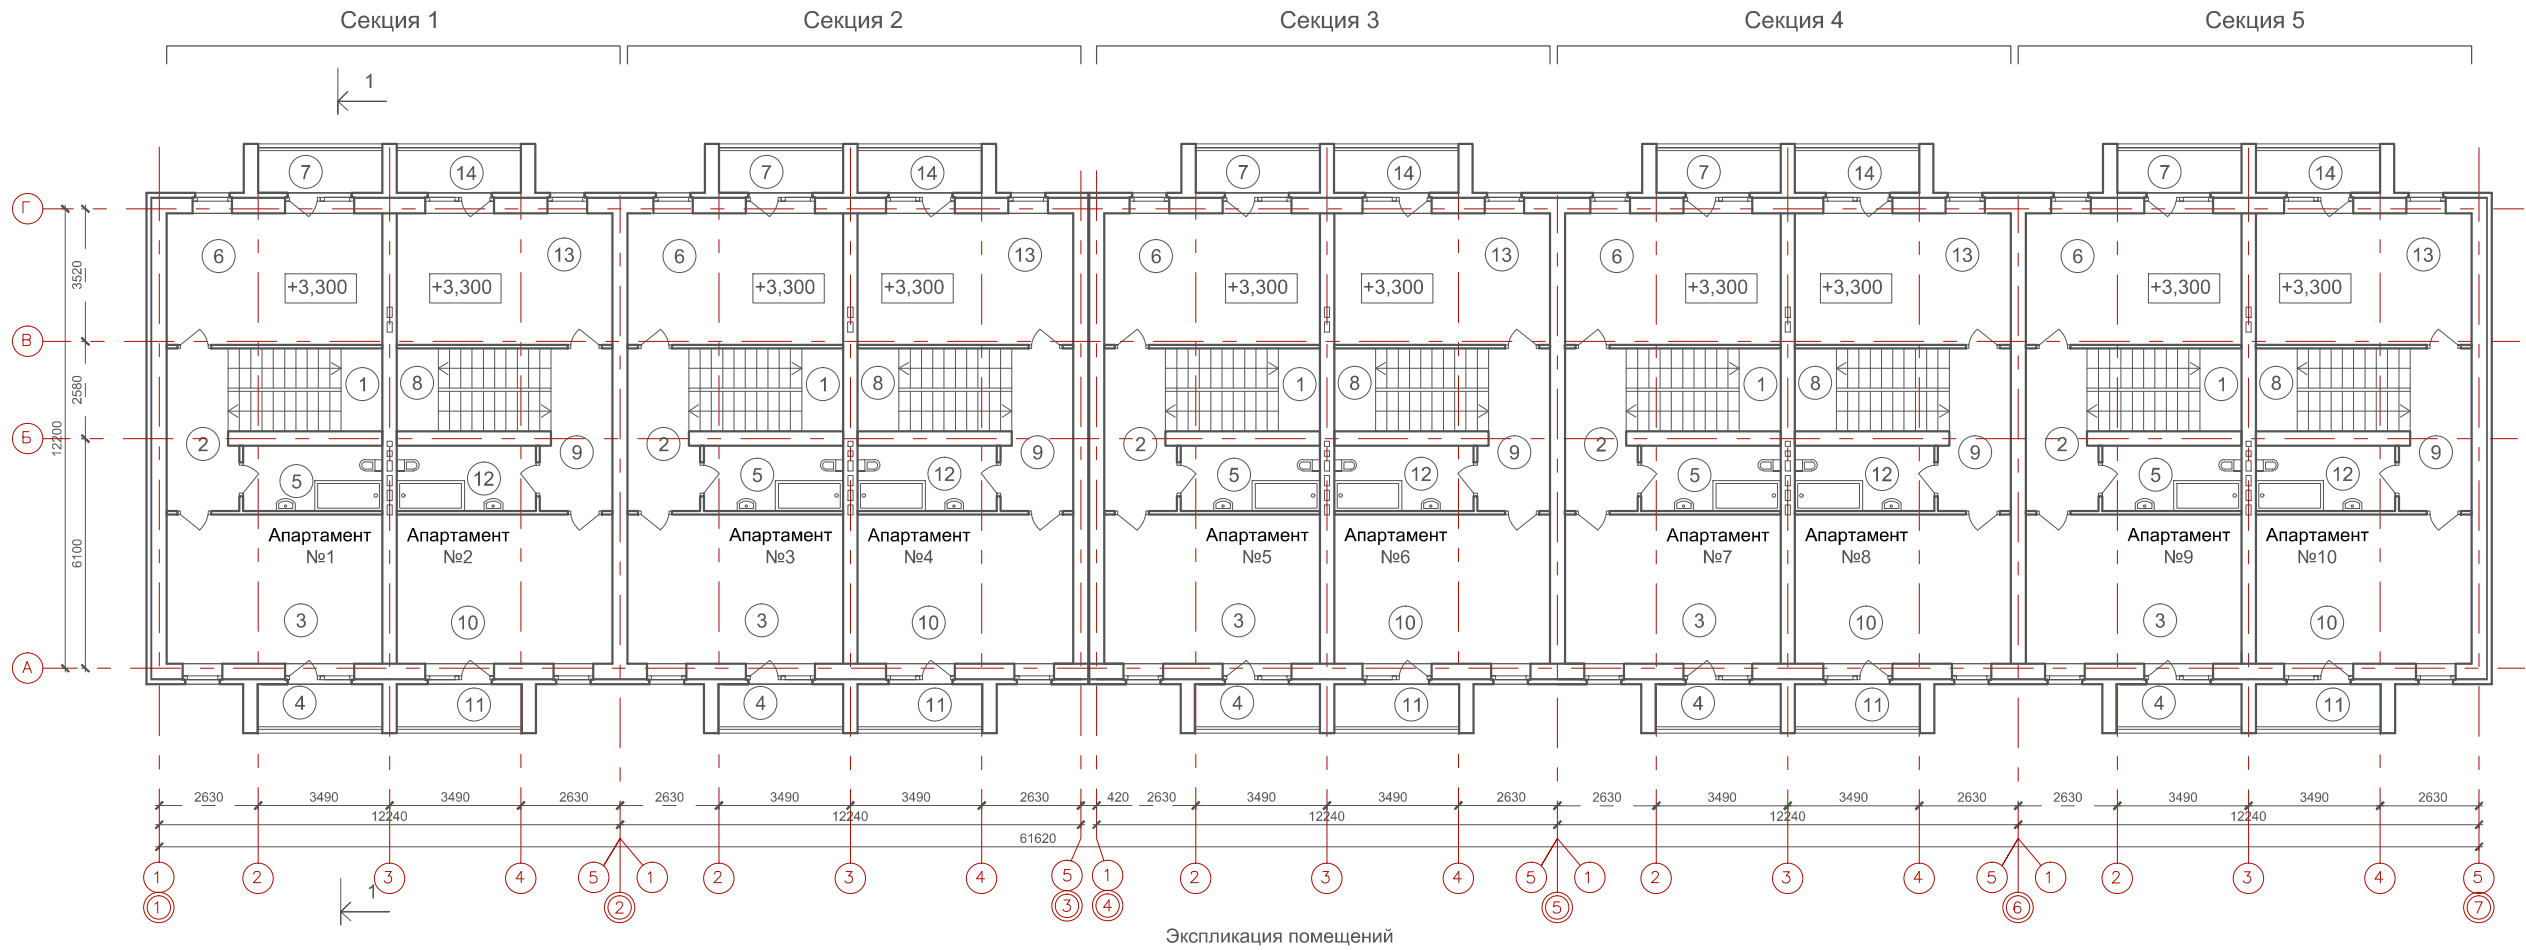 Секция 1 Секция 2 Секция 3 Секция 4 Секция 5
1
7 14 7 14 7 14 7 14 7 14
Г
6 13 6 13 6 13 6 13 6 13
3520
+3,300 +3,300 +3,300 +3,300 +3,300 +3,300 +3,300 +3,300 +3,300 +3,300
В
2580
1 8 1 8 1 8 1 8 1 8
12200
Б
2 9 2 9 2 9 2 9 2 9
5 12 5 12 5 12 5 12 5 12
6100
Апартамент Апартамент Апартамент Апартамент Апартамент Апартамент Апартамент Апартамент Апартамент Апартамент
№1 №2 №3 №4 №5 №6 №7 №8 №9 №10
3 10 3 10 3 10 3 10 3 10
А
4 11 4 11 4 11 4 11 4 11
2630 3490 3490 2630 2630 3490 3490 2630 420 2630 3490 3490 2630 2630 3490 3490 2630 2630 3490 3490 2630
12240 12240 12240 12240 12240
61620
1 2 3 4 5 1 2 3 4 5 1 2 3 4 5 1 2 3 4 5 1 2 3 4 5
1
1 2 3 4 5 6 7
Экспликация помещений